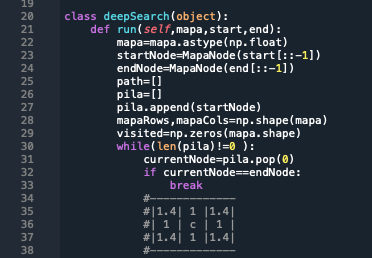 19
20 class deepSearch(object):
21     def run(self,mapa,start,end):
22         mapa=mapa.astype(np.float)
23         startNode=MapaNode(start[::-1])
24         endNode=MapaNode(end[::-1])
25         path=[]
26         pila=[]
27         pila.append(startNode)
28         mapaRows,mapaCols=np.shape(mapa)
29         visited=np.zeros(mapa.shape)
30         while(len(pila)!=0 ):
31             currentNode=pila.pop(0)
32             if currentNode==endNode:
33                 break
34             #-------------
35             #|1.4| 1 |1.4|
36             #| 1 | c | 1 |
37             #|1.4| 1 |1.4|
38             #-------------